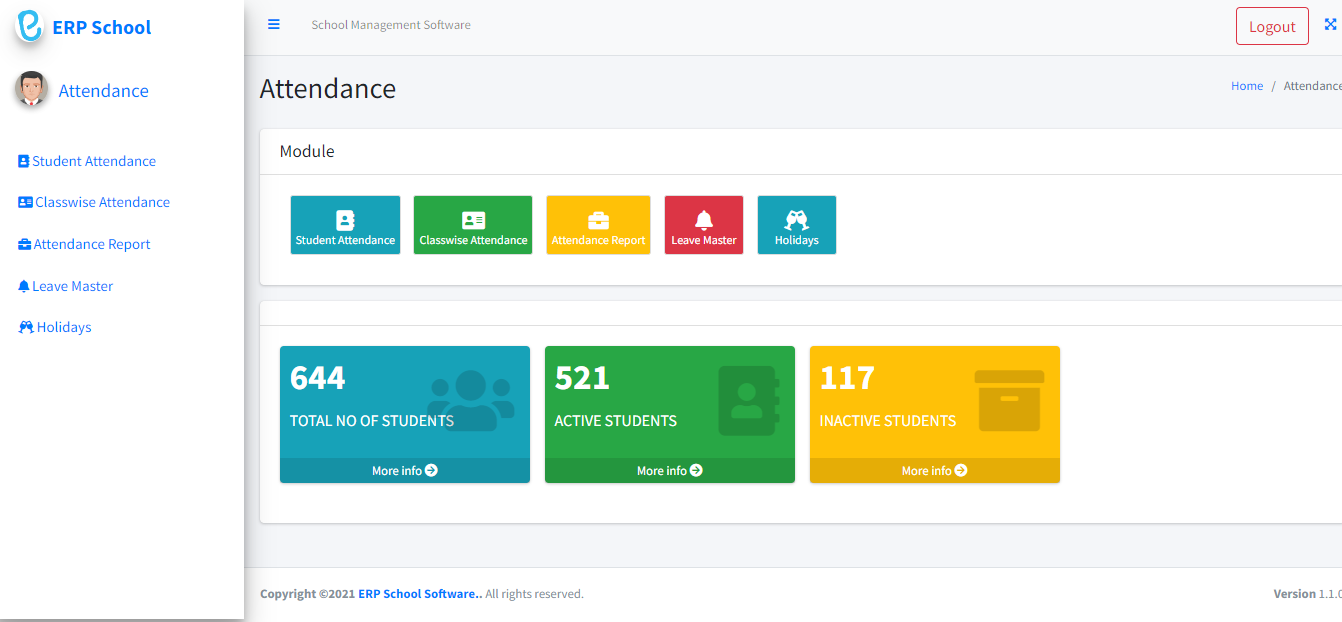 ERP School
School Management Software
Logout
Attendance
Attendance
Home / Attendance
Student Attendance
Classwise Attendance
Attendance Report
Leave Master
Holidays
Module
Student Attendance
Classwise Attendance
Attendance Report
Leave Master
Holidays
644
TOTAL NO OF STUDENTS
More info
521
ACTIVE STUDENTS
More info
117
INACTIVE STUDENTS
More info
Copyright ©2021 ERP School Software.. All rights reserved.
Version 1.1.0